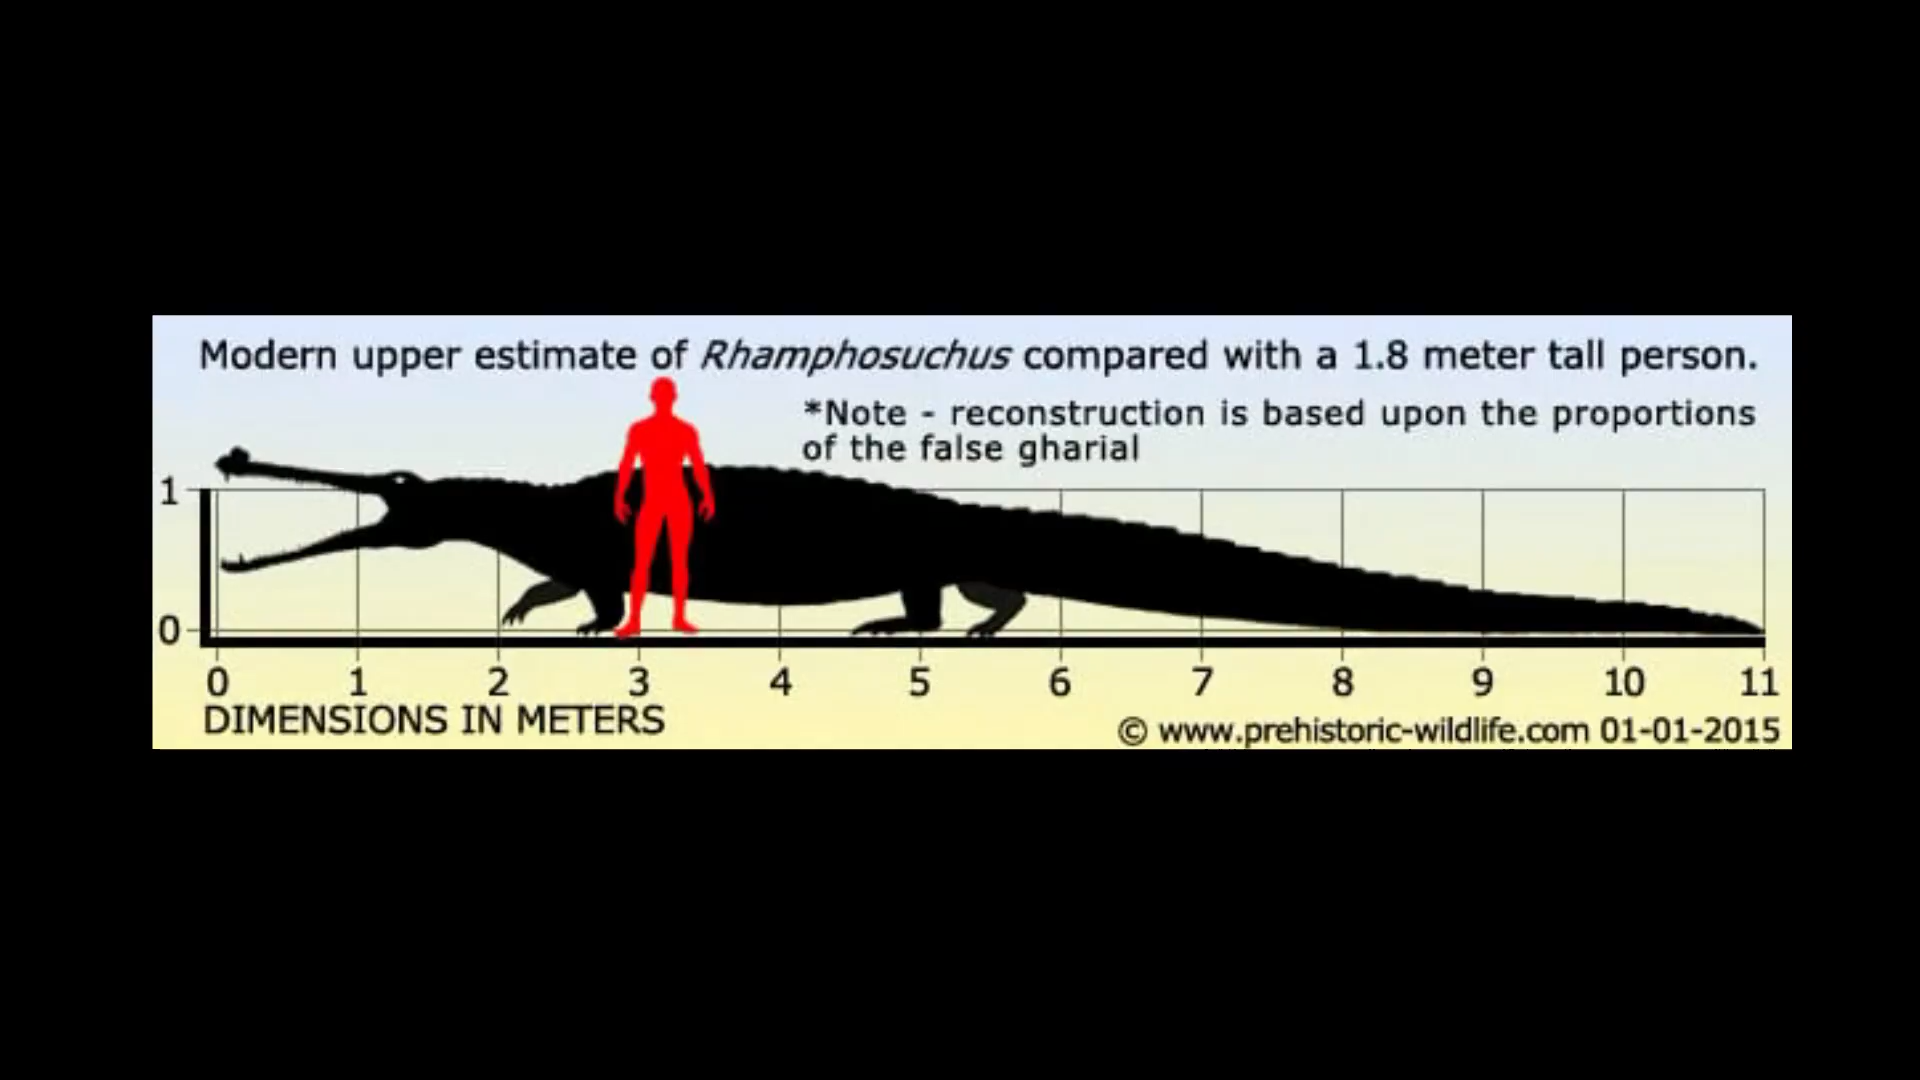 Modern upper estimate of Rhamphosuchus compared with a 1.8 meter tall person.
*Note - reconstruction is based upon the proportions
of the false gharial
1
0
0 1 2 3 4 5 6 7 8 9 10 11
DIMENSIONS IN METERS
© www.prehistoric-wildlife.com 01-01-2015